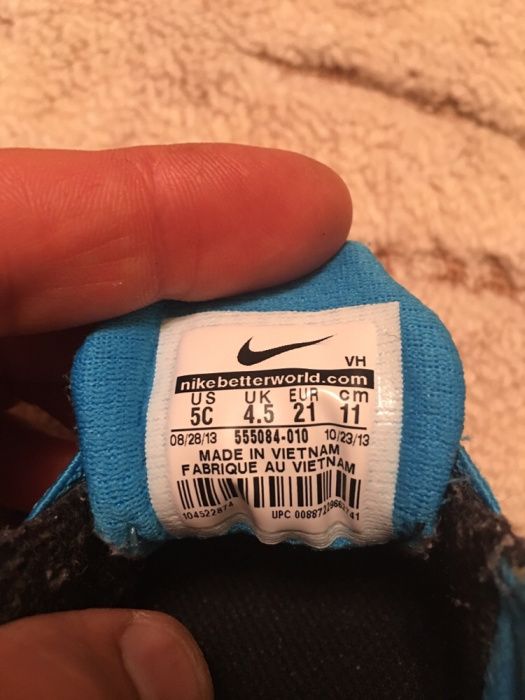 VH
nikebetterworld.com
US UK EUR cm
5C 4.5 21 11
08/28/13 555084-010 10/23/13
MADE IN VIETNAM
FABRIQUE AU VIETNAM
UPC